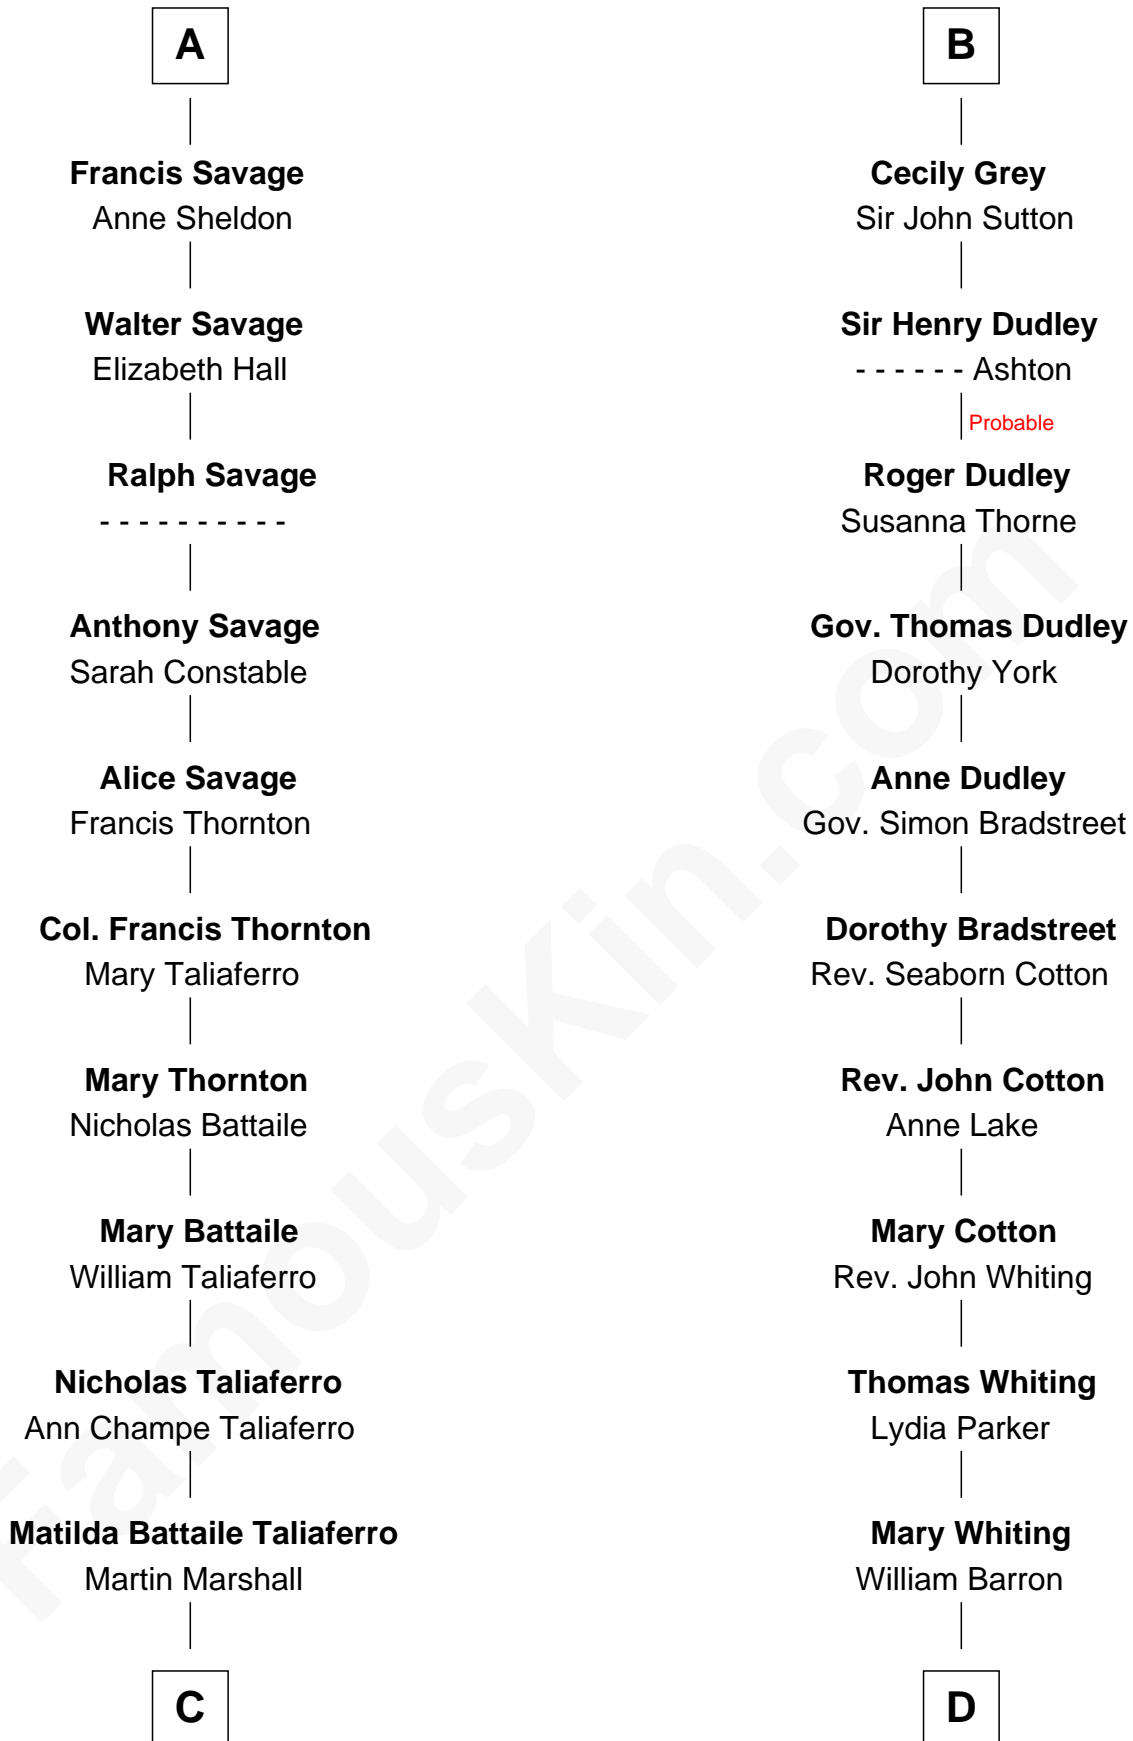 A
Francis Savage
Anne Sheldon
Walter Savage
Elizabeth Hall
Ralph Savage
- - - - - - - - - -
Anthony Savage
Sarah Constable
Alice Savage
Francis Thornton
Col. Francis Thornton
Mary Taliaferro
Mary Thornton
Nicholas Battaile
Mary Battaile
William Taliaferro
Nicholas Taliaferro
Ann Champe Taliaferro
Matilda Battaile Taliaferro
Martin Marshall
C
B
Cecily Grey
Sir John Sutton
Sir Henry Dudley
- - - - - - Ashton
Probable
Roger Dudley
Susanna Thorne
Gov. Thomas Dudley
Dorothy York
Anne Dudley
Gov. Simon Bradstreet
Dorothy Bradstreet
Rev. Seaborn Cotton
Rev. John Cotton
Anne Lake
Mary Cotton
Rev. John Whiting
Thomas Whiting
Lydia Parker
Mary Whiting
William Barron
D
FamousKin.com